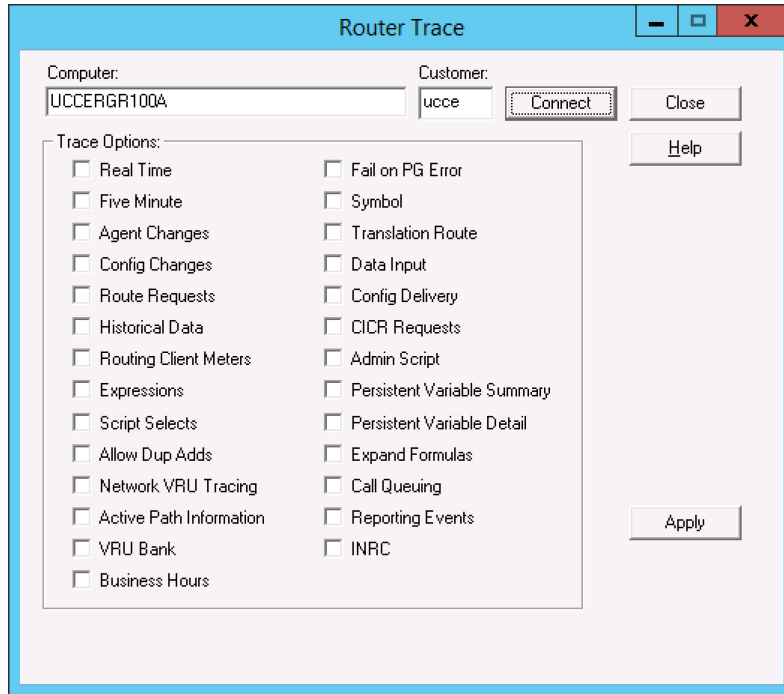 Router Trace
Computer: Customer:
UCCERGR100A ucce Connect Close
Trace Options: Help
Real Time Fail on PG Error
Five Minute Symbol
Agent Changes Translation Route
Config Changes Data Input
Route Requests Config Delivery
Historical Data CICR Requests
Routing Client Meters Admin Script
Expressions Persistent Variable Summary
Script Selects Persistent Variable Detail
Allow Dup Adds Expand Formulas
Network VRU Tracing Call Queuing
Active Path Information Reporting Events Apply
VRU Bank INRC
Business Hours